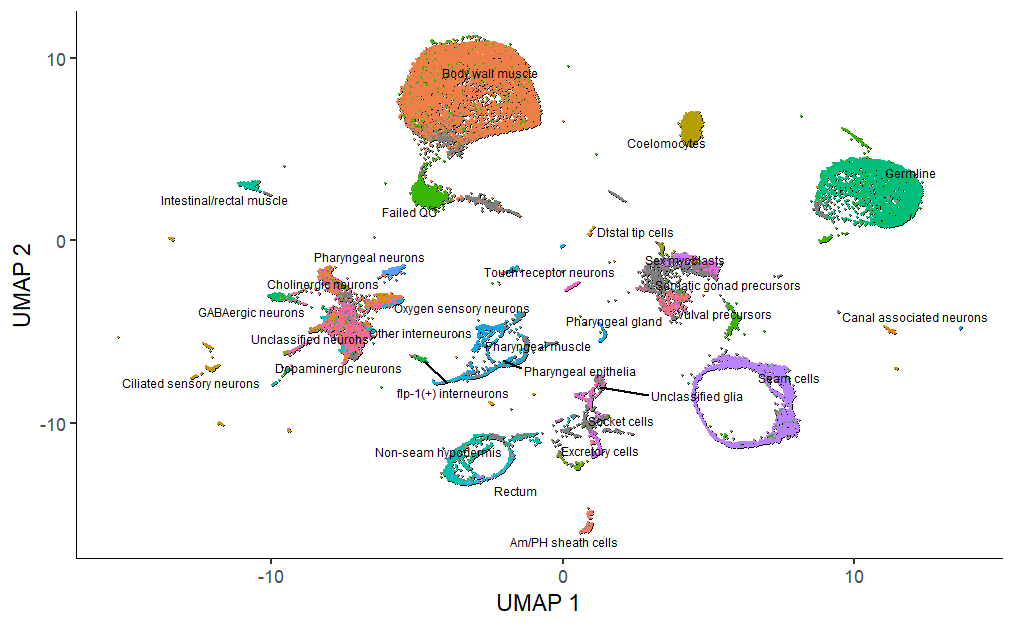 10
Body wall muscle
Coelomocytes
Germline
Intestinal/rectal muscle
Failed QC
0
Distal tip cells
Pharyngeal neurons
Sex myoblasts
Touch receptor neurons
Cholinergic neurons
Somatic gonad precursors
GABAergic neurons
Oxygen sensory neurons
Pharyngeal gland
Vulval precursors
Canal associated neurons
Other interneurons
Unclassified neurons
Pharyngeal muscle
Dopaminergic neurons
Pharyngeal epithelia
Seam cells
Ciliated sensory neurons
flp-1(+) interneurons
Unclassified glia
-10
Socket cells
Non-seam hypodermis
Excretory cells
Rectum
Am/PH sheath cells
-10
0
10
UMAP 1
UMAP 2